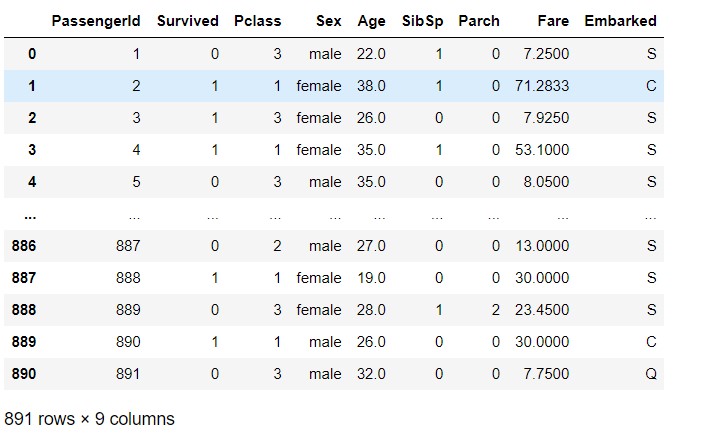 PassengerId Survived Pclass Sex Age SibSp Parch Fare Embarked
0 1 0 3 male 22.0 1 0 7.2500 S
1 2 1 1 female 38.0 1 0 71.2833 C
2 3 1 3 female 26.0 0 0 7.9250 S
3 4 1 1 female 35.0 1 0 53.1000 S
4 5 0 3 male 35.0 0 0 8.0500 S
... ... ... ... ... ... ... ... ... ...
886 887 0 2 male 27.0 0 0 13.0000 S
887 888 1 1 female 19.0 0 0 30.0000 S
888 889 0 3 female 28.0 1 2 23.4500 S
889 890 1 1 male 26.0 0 0 30.0000 C
890 891 0 3 male 32.0 0 0 7.7500 Q
891 rows × 9 columns